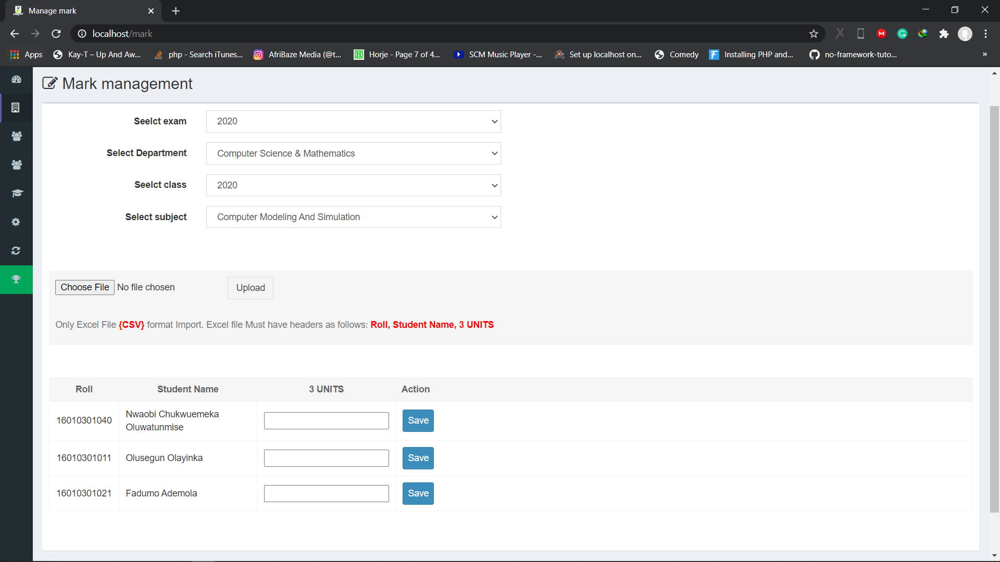 Manage mark
localhost/mark
Apps
Kay-T – Up And Aw...
php - Search iTunes...
AfriBaze Media (@t...
Horje - Page 7 of 4...
SCM Music Player -...
Set up localhost on...
Comedy
Installing PHP and...
no-framework-tuto...
»
Mark management
Seelct exam
2020
Select Department
Computer Science & Mathematics
Seelct class
2020
Select subject
Computer Modeling And Simulation
Choose File No file chosen
Upload
Only Excel File {CSV} format Import. Excel file Must have headers as follows: Roll, Student Name, 3 UNITS
Roll Student Name 3 UNITS Action
16010301040 Nwaobi Chukwuemeka
Oluwatunmise
Save
16010301011 Olusegun Olayinka Save
16010301021 Fadumo Ademola Save